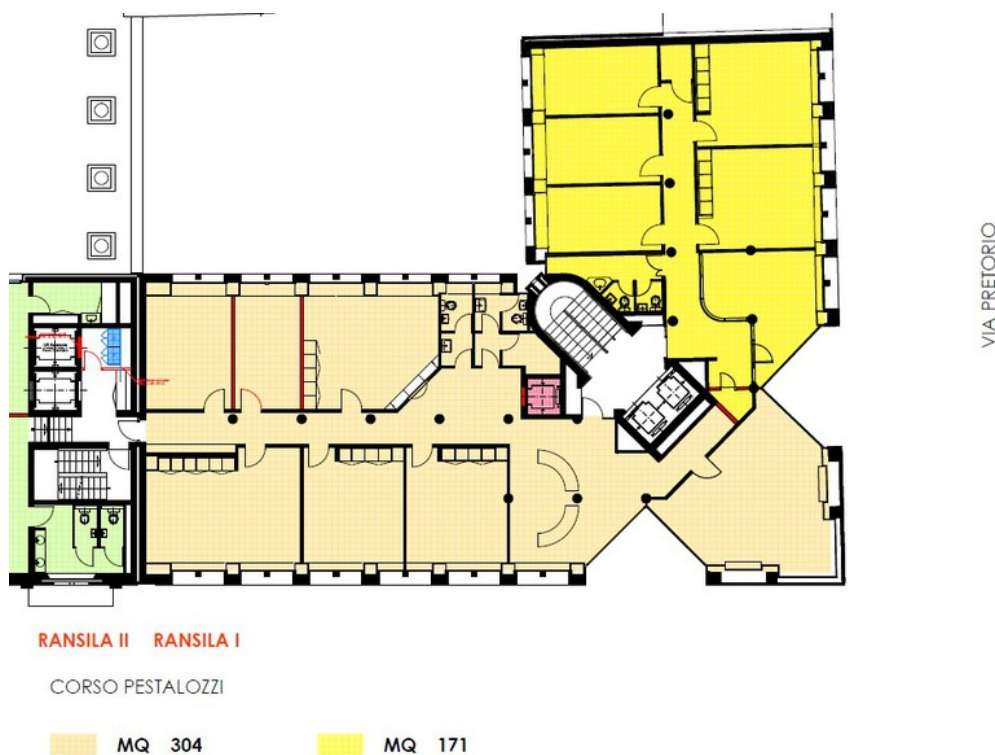 VIA PRETORIO
RANSILA II RANSILA I
CORSO PESTALOZZI
MQ 304 MQ 171